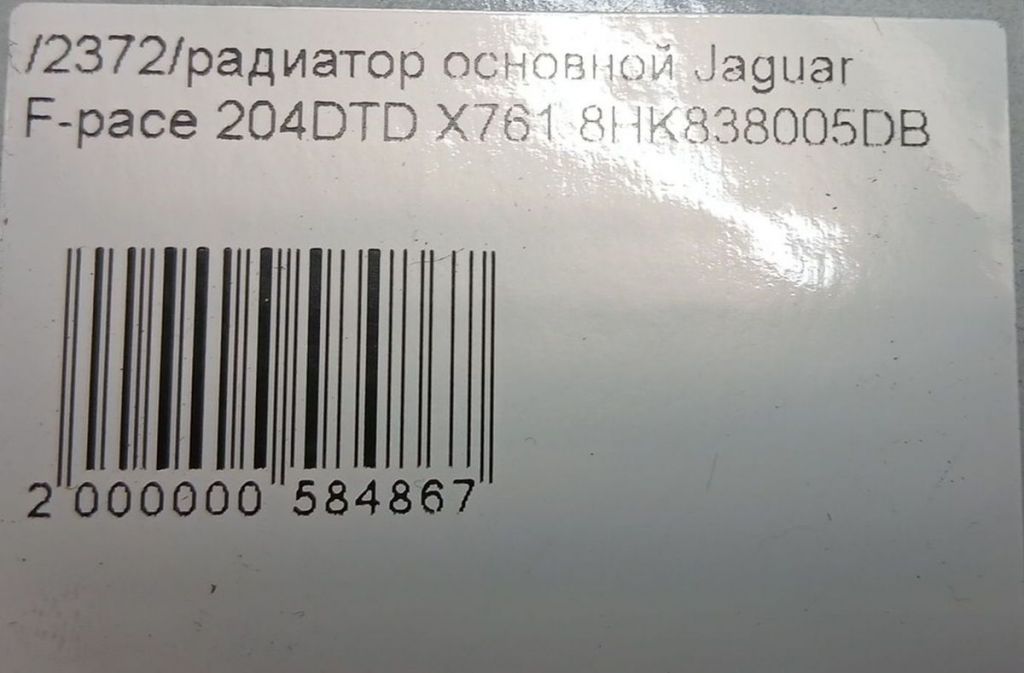 /2372/радиатор основной Jaguar
F-pace 204DTD X761 8HK838005DB
2 000000 584867